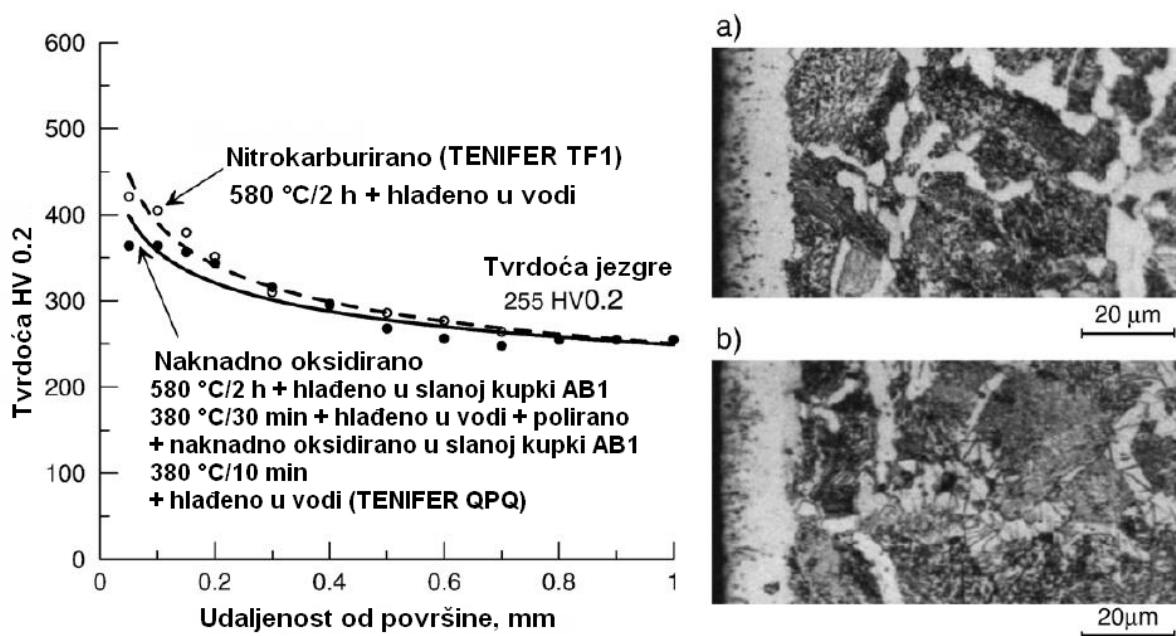 600
500
400
300
200
100
0
Tvrdoća HV 0.2
Nitrokarburirano (TENIFER TF1)
580 °C/2 h + hlađeno u vodi
Tvrdoća jezgre
255 HV0.2
Naknadno oksidirano
580 °C/2 h + hlađeno u slanoj kupki AB1
380 °C/30 min + hlađeno u vodi + polirano
+ naknadno oksidirano u slanoj kupki AB1
380 °C/10 min
+ hlađeno u vodi (TENIFER QPQ)
0 0.2 0.4 0.6 0.8 1
Udaljenost od površine, mm
a)
20 µm
b)
20µm